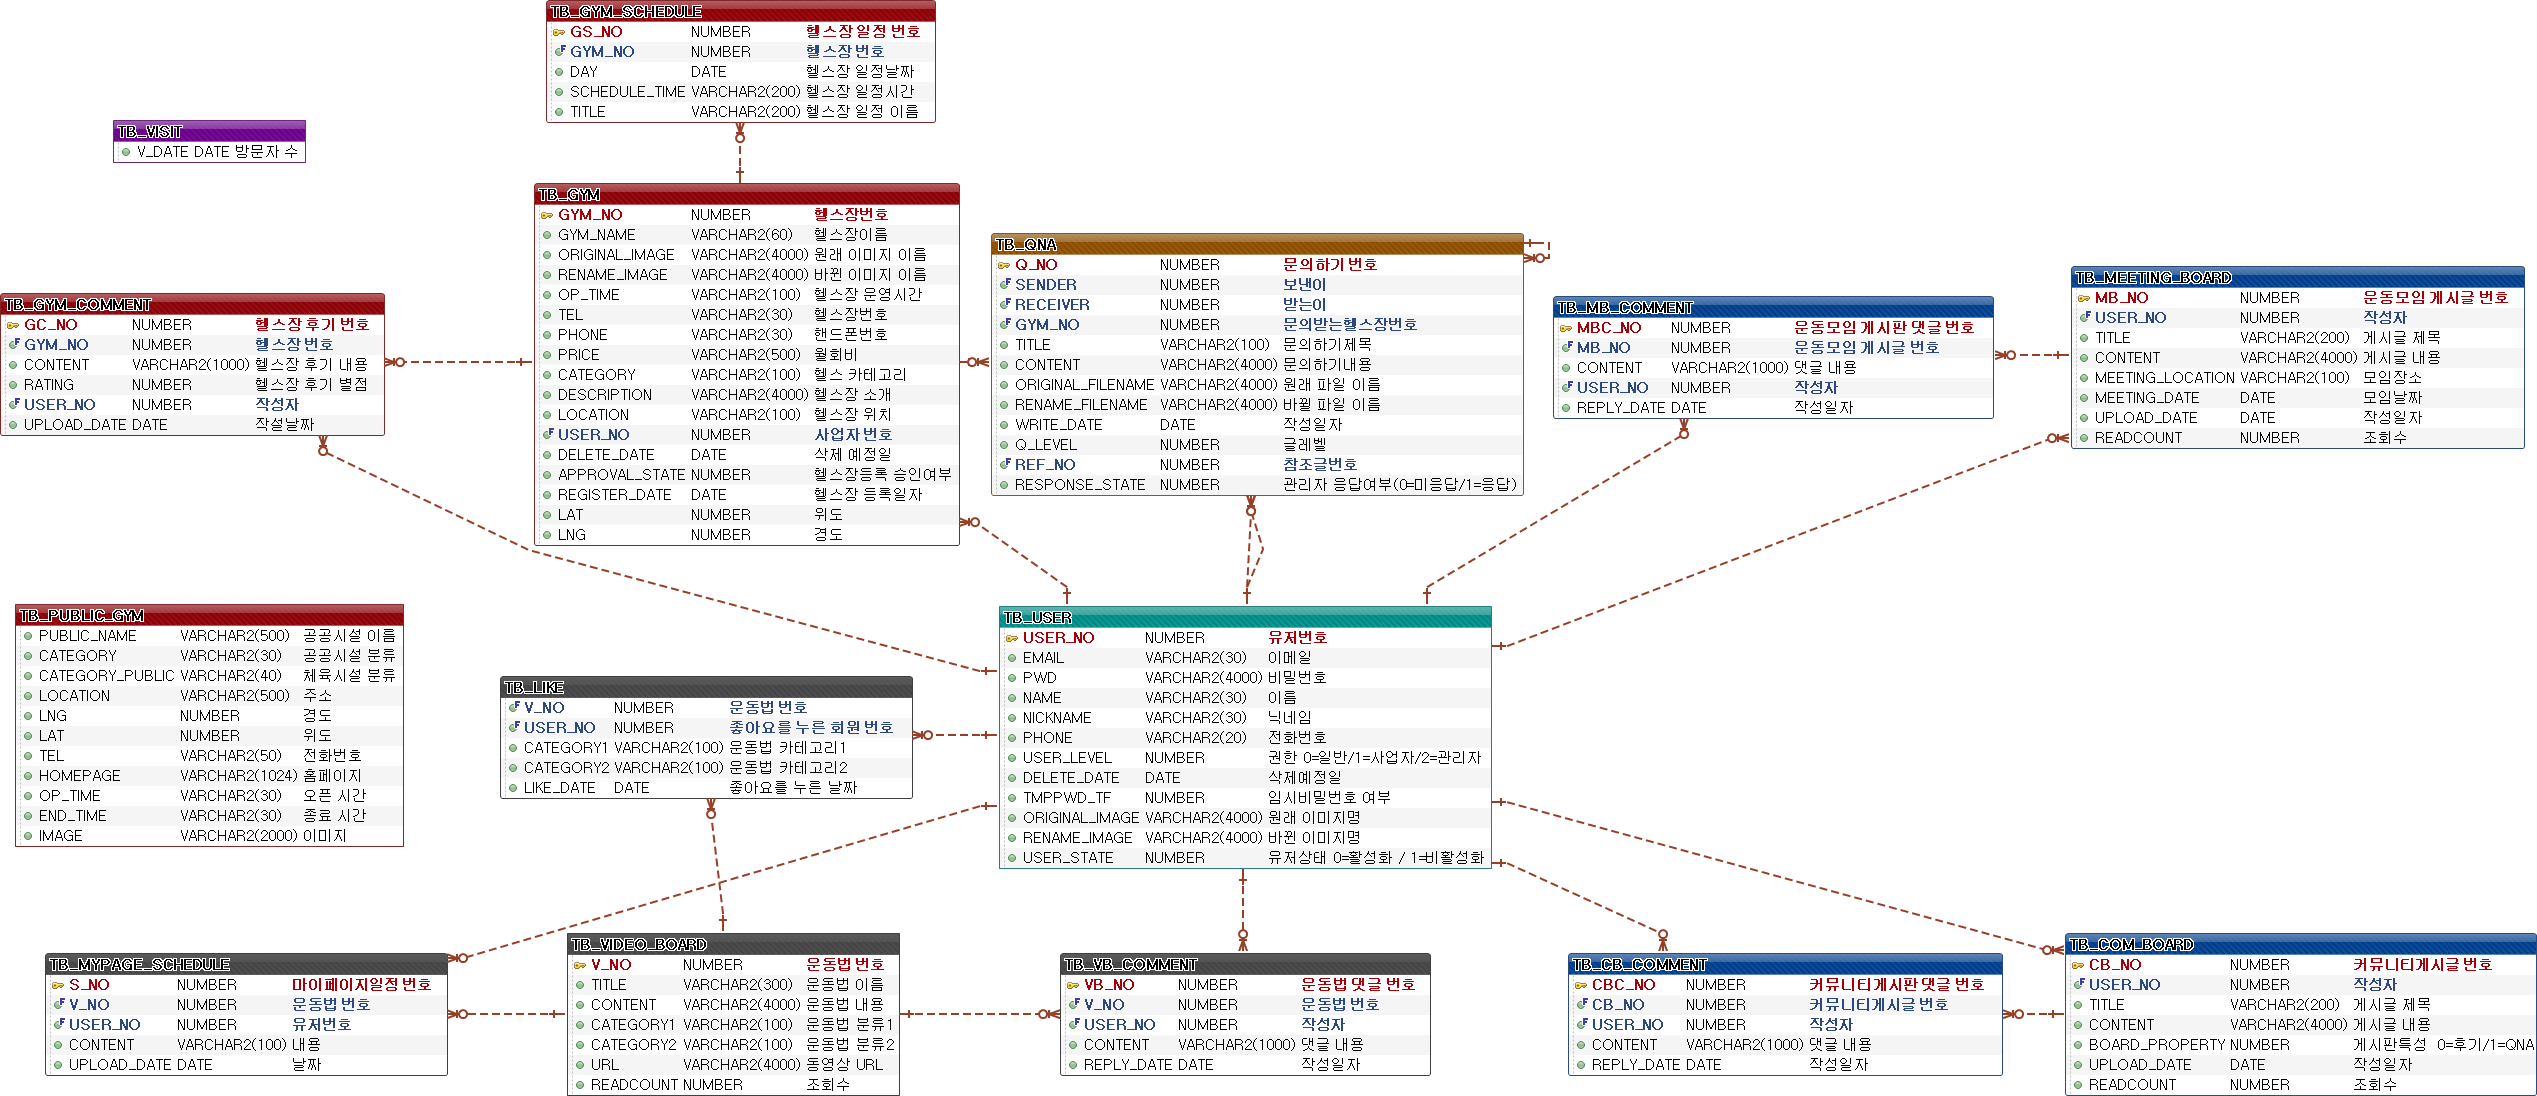 TB_GYM_SCHEDULE
GS_NO NUMBER 헬스장 일정 번호
GYM_NO NUMBER 헬스장 번호
DAY DATE 헬스장 일정날짜
SCHEDULE_TIME VARCHAR2(200) 헬스장 일정시간
TITLE VARCHAR2(200) 헬스장 일정 이름
TB_VISIT
V_DATE DATE 방문자 수
TB_GYM
GYM_NO NUMBER 헬스장번호
GYM_NAME VARCHAR2(60) 헬스장이름
ORIGINAL_IMAGE VARCHAR2(4000) 원래 이미지 이름
RENAME_IMAGE VARCHAR2(4000) 바뀐 이미지 이름
OP_TIME VARCHAR2(100) 헬스장 운영시간
TEL VARCHAR2(30) 헬스장번호
PHONE VARCHAR2(30) 핸드폰번호
PRICE VARCHAR2(500) 월회비
CATEGORY VARCHAR2(100) 헬스 카테고리
DESCRIPTION VARCHAR2(4000) 헬스장 소개
LOCATION VARCHAR2(100) 헬스장 위치
USER_NO NUMBER 사업자 번호
DELETE_DATE DATE 삭제 예정일
APPROVAL_STATE NUMBER 헬스장등록 승인여부
REGISTER_DATE DATE 헬스장 등록일자
LAT NUMBER 위도
LNG NUMBER 경도
TB_QNA
Q_NO NUMBER 문의하기 번호
SENDER NUMBER 보낸이
RECEIVER NUMBER 받는이
GYM_NO NUMBER 문의받는헬스장번호
TITLE VARCHAR2(100) 문의하기제목
CONTENT VARCHAR2(4000) 문의하기내용
ORIGINAL_FILENAME VARCHAR2(4000) 원래 파일 이름
RENAME_FILENAME VARCHAR2(4000) 바뀔 파일 이름
WRITE_DATE DATE 작성일자
Q_LEVEL NUMBER 글레벨
REF_NO NUMBER 참조글번호
RESPONSE_STATE NUMBER 관리자 응답여부(0=미응답/1=응답)
TB_MB_COMMENT
MBC_NO NUMBER 운동모임 게시판 댓글 번호
MB_NO NUMBER 운동모임 게시글 번호
CONTENT VARCHAR2(1000) 댓글 내용
USER_NO NUMBER 작성자
REPLY_DATE DATE 작성일자
TB_MEETING_BOARD
MB_NO NUMBER 운동모임 게시글 번호
USER_NO NUMBER 작성자
TITLE VARCHAR2(200) 게시글 제목
CONTENT VARCHAR2(4000) 게시글 내용
MEETING_LOCATION VARCHAR2(100) 모임장소
MEETING_DATE DATE 모임날짜
UPLOAD_DATE DATE 작성일자
READCOUNT NUMBER 조회수
TB_GYM_COMMENT
GC_NO NUMBER 헬스장 후기 번호
GYM_NO NUMBER 헬스장 번호
CONTENT VARCHAR2(1000) 헬스장 후기 내용
RATING NUMBER 헬스장 후기 별점
USER_NO NUMBER 작성자
UPLOAD_DATE DATE 작설날짜
TB_PUBLIC_GYM
PUBLIC_NAME VARCHAR2(500) 공공시설 이름
CATEGORY VARCHAR2(30) 공공시설 분류
CATEGORY_PUBLIC VARCHAR2(40) 체육시설 분류
LOCATION VARCHAR2(500) 주소
LNG NUMBER 경도
LAT NUMBER 위도
TEL VARCHAR2(50) 전화번호
HOMEPAGE VARCHAR2(1024) 홈페이지
OP_TIME VARCHAR2(30) 오픈 시간
END_TIME VARCHAR2(30) 종료 시간
IMAGE VARCHAR2(2000) 이미지
TB_LIKE
V_NO NUMBER 운동법 번호
USER_NO NUMBER 좋아요를 누른 회원 번호
CATEGORY1 VARCHAR2(100) 운동법 카테고리1
CATEGORY2 VARCHAR2(100) 운동법 카테고리2
LIKE_DATE DATE 좋아요를 누른 날짜
TB_USER
USER_NO NUMBER 유저번호
EMAIL VARCHAR2(30) 이메일
PWD VARCHAR2(4000) 비밀번호
NAME VARCHAR2(30) 이름
NICKNAME VARCHAR2(30) 닉네임
PHONE VARCHAR2(20) 전화번호
USER_LEVEL NUMBER 권한 0=일반/1=사업자/2=관리자
DELETE_DATE DATE 삭제예정일
TMPPWD_TF NUMBER 임시비밀번호 여부
ORIGINAL_IMAGE VARCHAR2(4000) 원래 이미지명
RENAME_IMAGE VARCHAR2(4000) 바뀐 이미지명
USER_STATE NUMBER 유저상태 0=활성화 / 1=비활성화
TB_MYPAGE_SCHEDULE
S_NO NUMBER 마이페이지일정 번호
V_NO NUMBER 운동법 번호
USER_NO NUMBER 유저번호
CONTENT VARCHAR2(100) 내용
UPLOAD_DATE DATE 날짜
TB_VIDEO_BOARD
V_NO NUMBER 운동법 번호
TITLE VARCHAR2(300) 운동법 이름
CONTENT VARCHAR2(4000) 운동법 내용
CATEGORY1 VARCHAR2(100) 운동법 분류1
CATEGORY2 VARCHAR2(100) 운동법 분류2
URL VARCHAR2(4000) 동영상 URL
READCOUNT NUMBER 조회수
TB_VB_COMMENT
VB_NO NUMBER 운동법 댓글 번호
V_NO NUMBER 운동법 번호
USER_NO NUMBER 작성자
CONTENT VARCHAR2(1000) 댓글 내용
REPLY_DATE DATE 작성일자
TB_CB_COMMENT
CBC_NO NUMBER 커뮤니티게시판 댓글 번호
CB_NO NUMBER 커뮤니티게시글 번호
USER_NO NUMBER 작성자
CONTENT VARCHAR2(1000) 댓글 내용
REPLY_DATE DATE 작성일자
TB_COM_BOARD
CB_NO NUMBER 커뮤니티게시글 번호
USER_NO NUMBER 작성자
TITLE VARCHAR2(200) 게시글 제목
CONTENT VARCHAR2(4000) 게시글 내용
BOARD_PROPERTY NUMBER 게시판특성 0=후기/1=QNA
UPLOAD_DATE DATE 작성일자
READCOUNT NUMBER 조회수